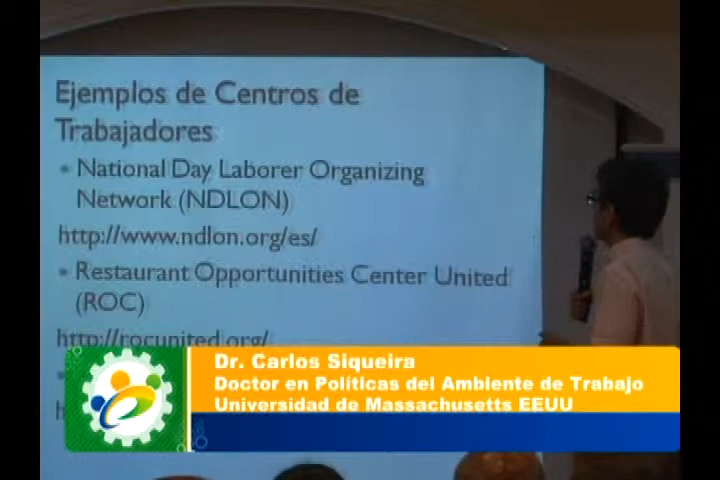 Ejemplos de Centros de
Trabajadores
• National Day Laborer Organizing
Network (NDLON)
http://www.ndlon.org/es/
• Restaurant Opportunities Center United
(ROC)
http://rocunited.org/
Dr. Carlos Siqueira
Doctor en Políticas del Ambiente de Trabajo
Universidad de Massachusetts EEUU